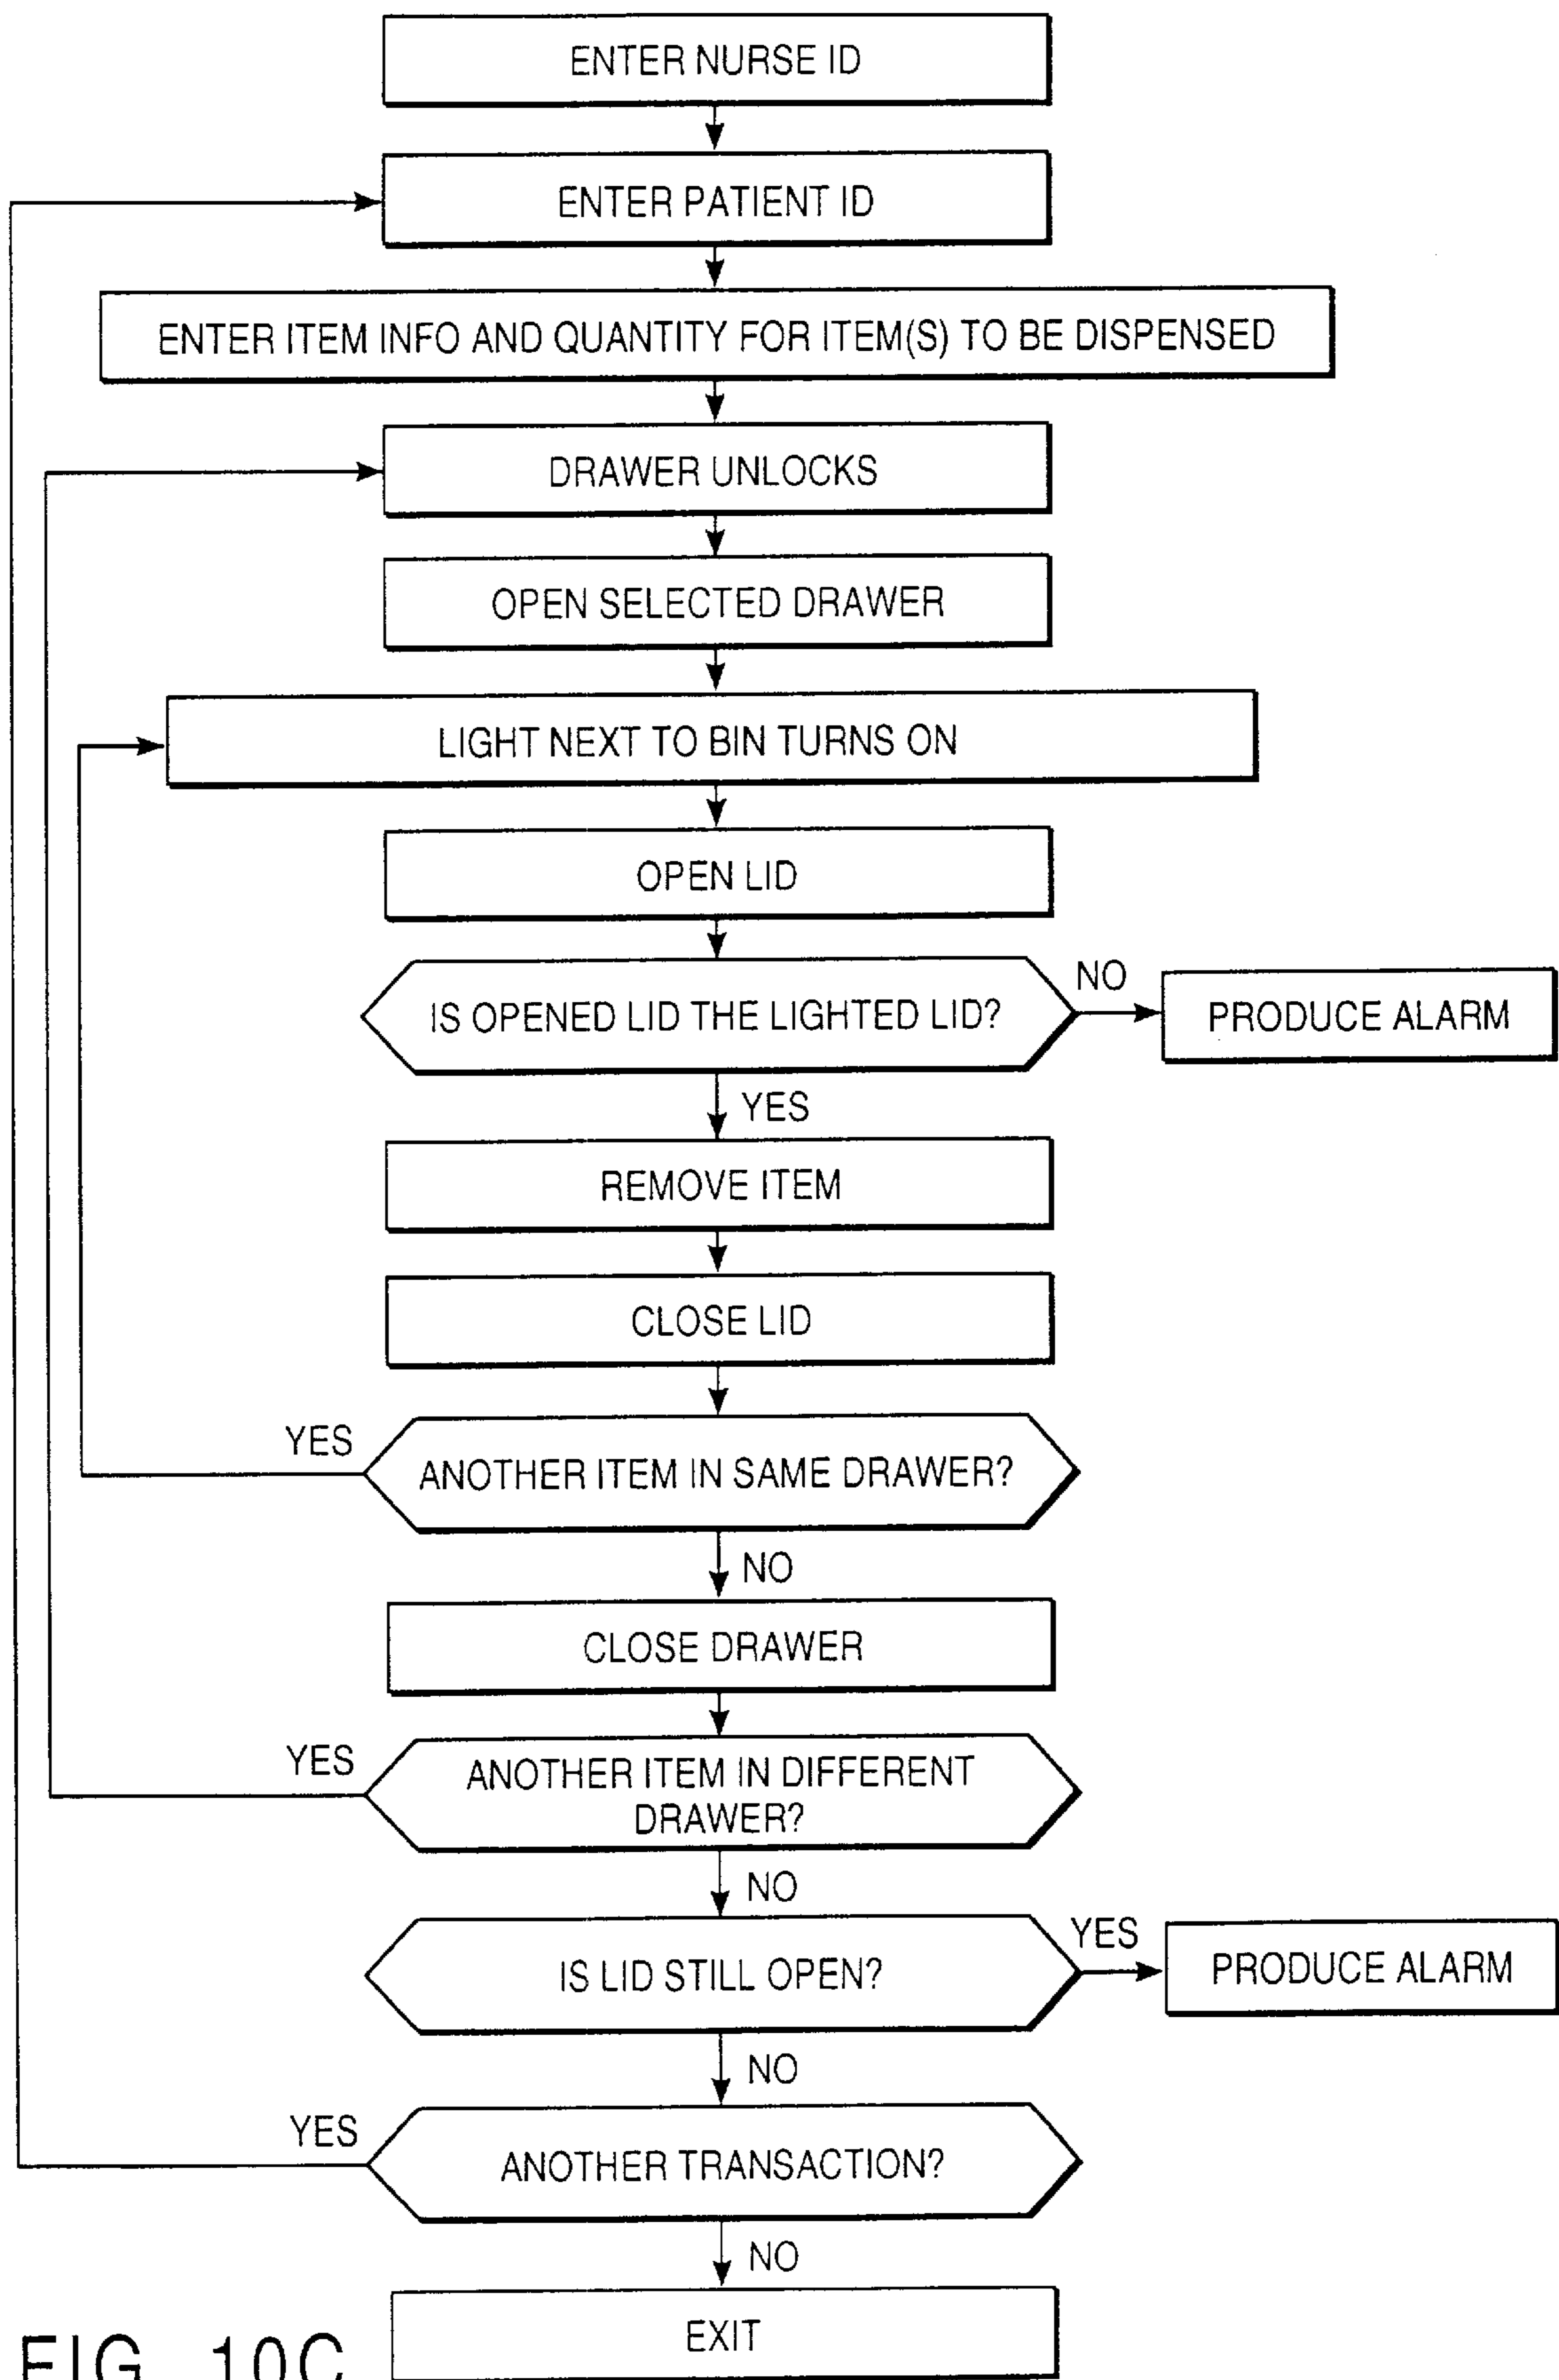 ENTER NURSE ID
ENTER PATIENT ID
ENTER ITEM INFO AND QUANTITY FOR ITEM(S) TO BE DISPENSED
DRAWER UNLOCKS
OPEN SELECTED DRAWER
LIGHT NEXT TO BIN TURNS ON
OPEN LID
IS OPENED LID THE LIGHTED LID?
NO
PRODUCE ALARM
YES
REMOVE ITEM
CLOSE LID
YES
ANOTHER ITEM IN SAME DRAWER?
NO
CLOSE DRAWER
YES
ANOTHER ITEM IN DIFFERENT
DRAWER?
NO
IS LID STILL OPEN?
YES
PRODUCE ALARM
NO
YES
ANOTHER TRANSACTION?
NO
EXIT
FIG. 10C